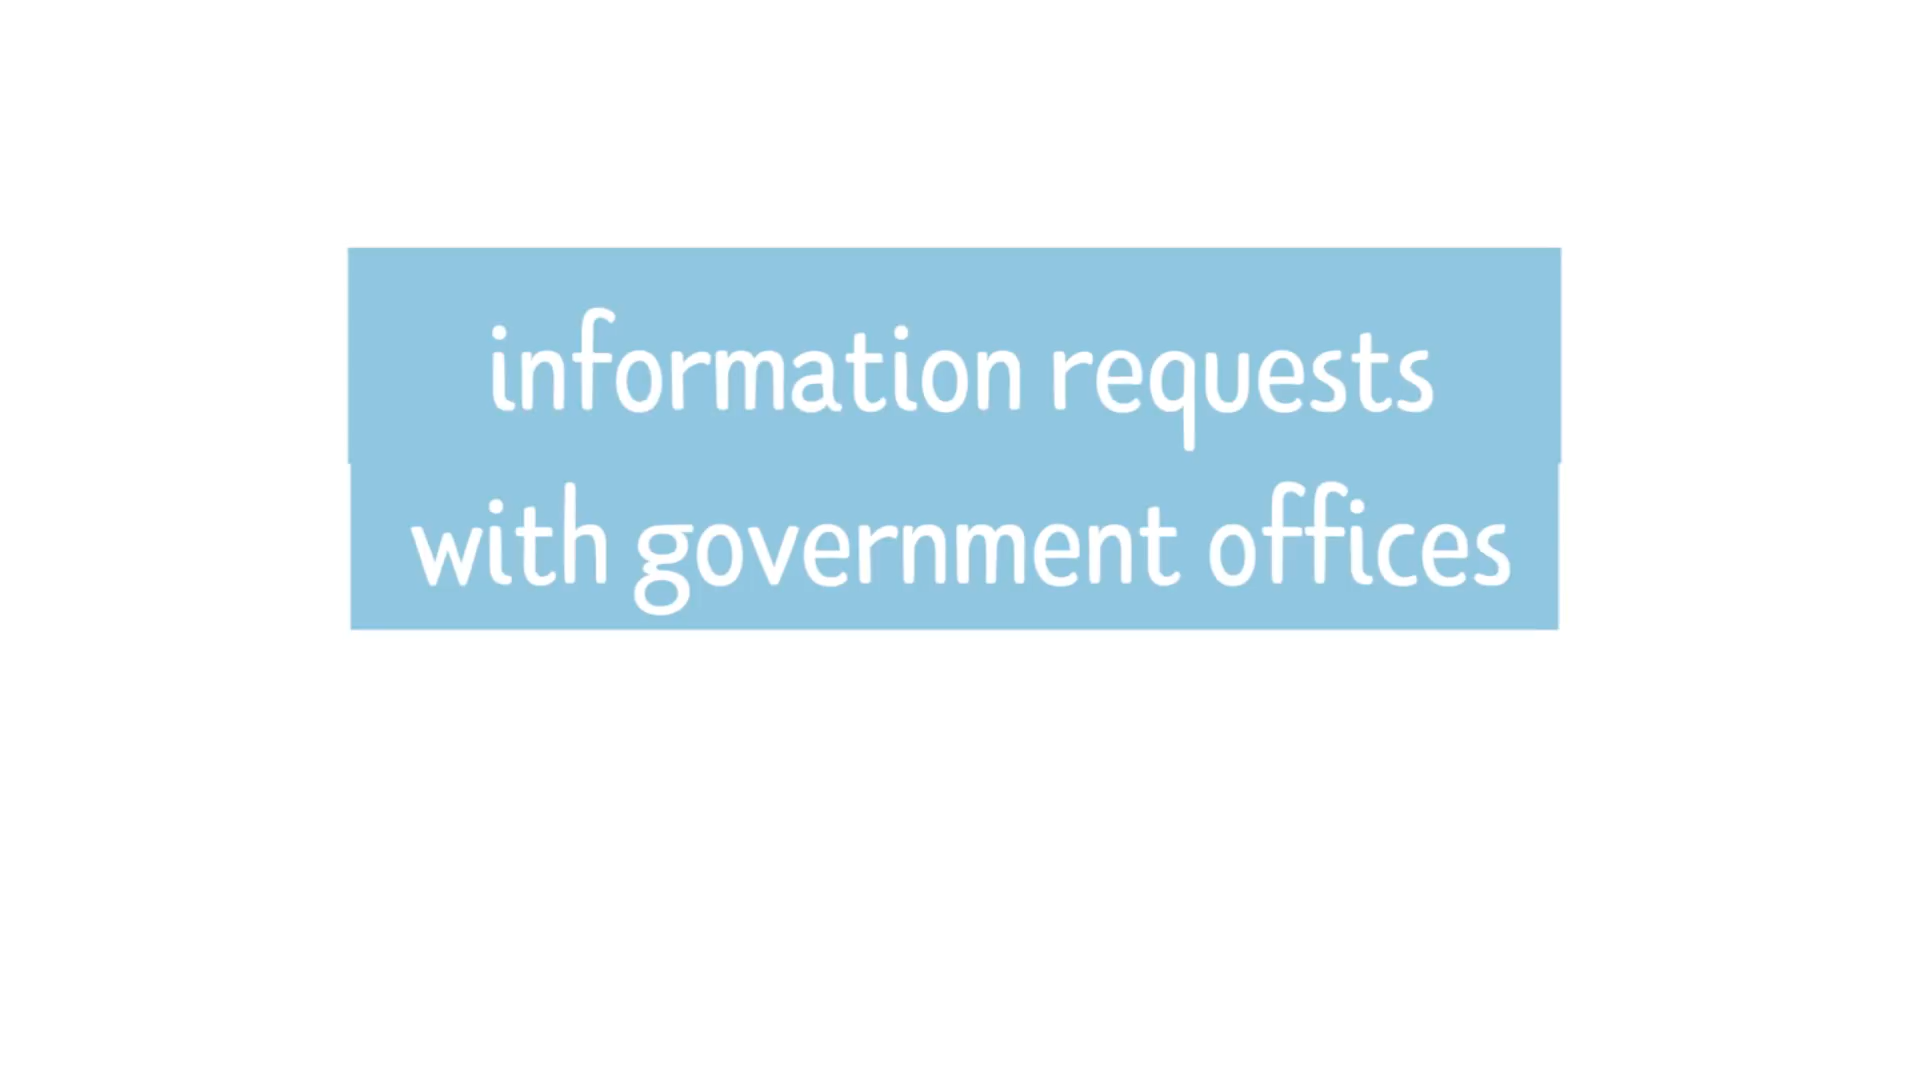 information requests
with government offices